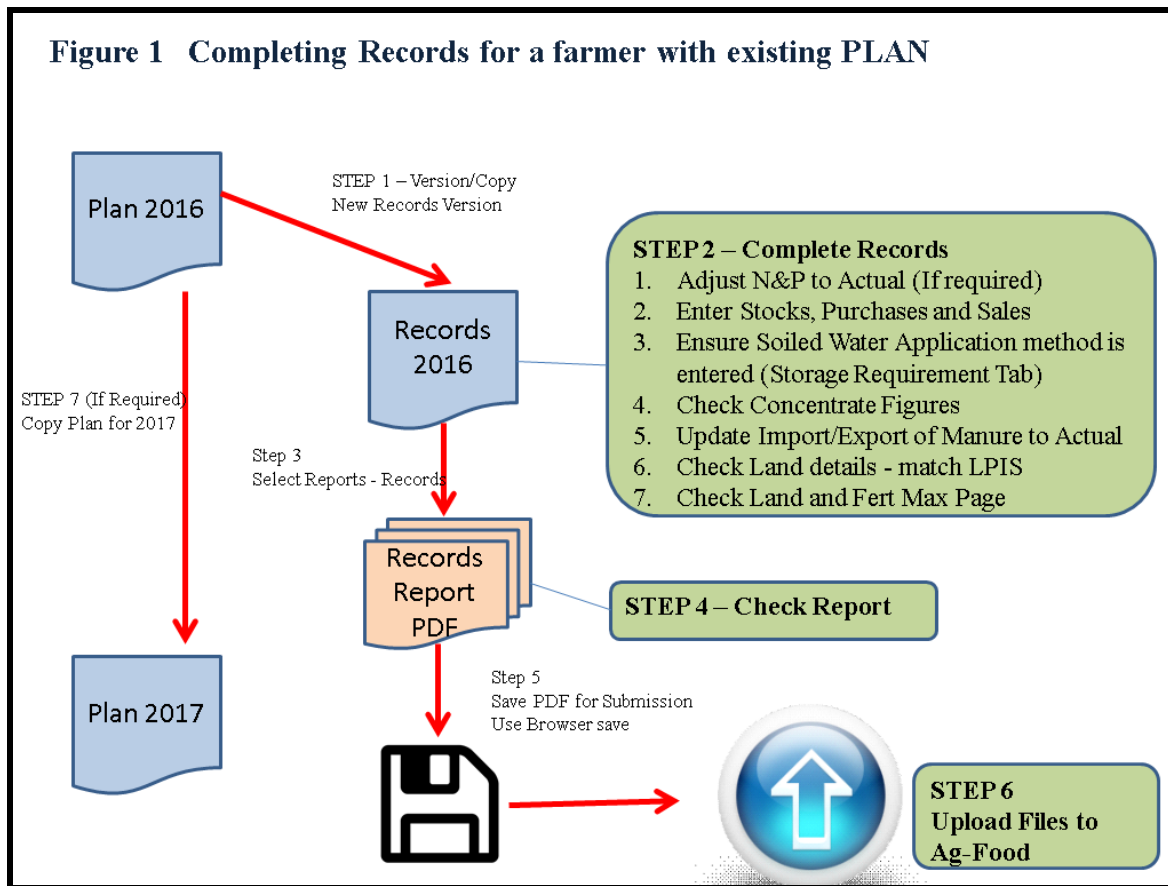 Figure 1 Completing Records for a farmer with existing PLAN
Plan 2016
STEP 1 – Version/Copy
New Records Version
Records
2016
STEP 2 – Complete Records
1. Adjust N&P to Actual (If required)
2. Enter Stocks, Purchases and Sales
3. Ensure Soiled Water Application method is
entered (Storage Requirement Tab)
4. Check Concentrate Figures
5. Update Import/Export of Manure to Actual
6. Check Land details - match LPIS
7. Check Land and Fert Max Page
STEP 7 (If Required)
Copy Plan for 2017
Step 3
Select Reports - Records
Records
Report
PDF
STEP 4 – Check Report
Plan 2017
Step 5
Save PDF for Submission
Use Browser save
STEP 6
Upload Files to
Ag-Food